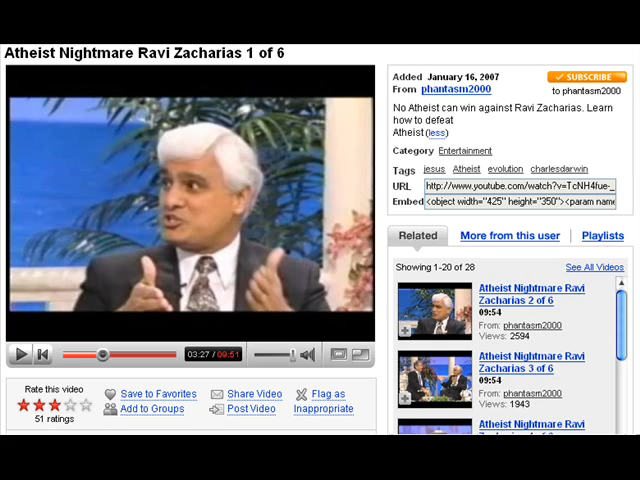 Atheist Nightmare Ravi Zacharias 1 of 6
03:27 / 09:51
Rate this video
51 ratings
Save to Favorites
Add to Groups
Share Video
Post Video
Flag as
Inappropriate
Added January 16, 2007
From phantasm2000
SUBSCRIBE
to phantasm2000
No Atheist can win against Ravi Zacharias. Learn
how to defeat
Atheist (less)
Category Entertainment
Tags jesus Atheist evolution charlesdarwin
URL http://www.youtube.com/watch?v=TcNH4fue-_
Embed <object width="425" height="350"><param name
Related More from this user Playlists
Showing 1-20 of 28 See All Videos
Atheist Nightmare Ravi
Zacharias 2 of 6
09:54
From: phantasm2000
Views: 2594
Atheist Nightmare Ravi
Zacharias 3 of 6
09:54
From: phantasm2000
Views: 1943
Atheist Nightmare Ravi